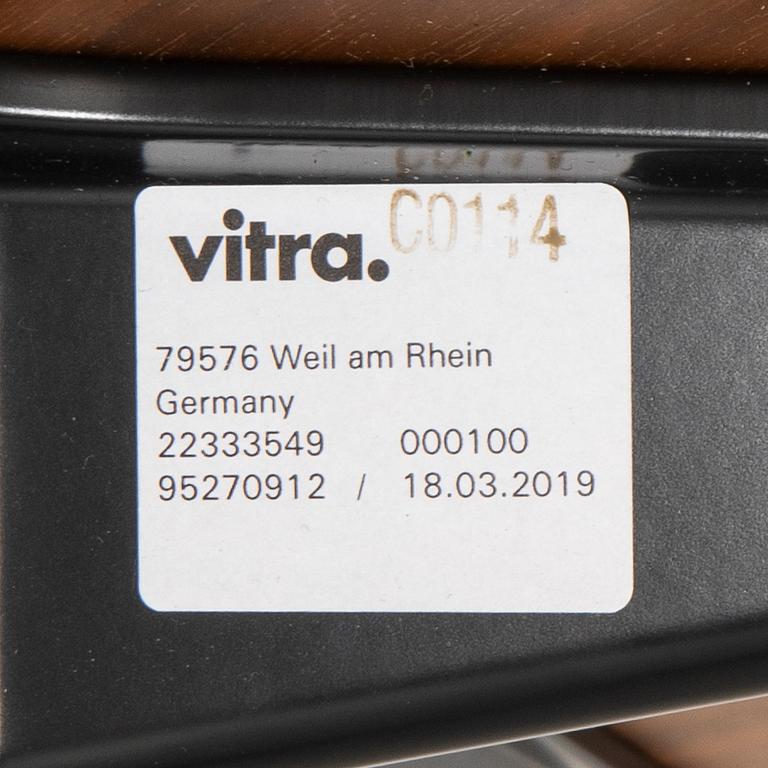 vitra. C0114
79576 Weil am Rhein
Germany
22333549 000100
95270912 / 18.03.2019